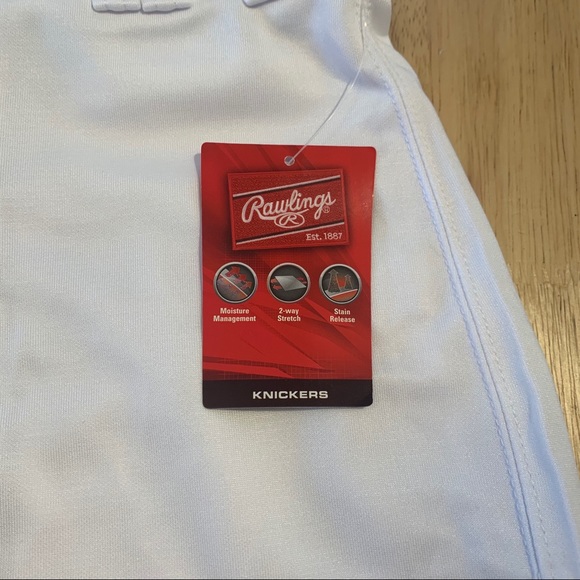 Rawlings®
R
Est. 1887
Moisture Management
2-way Stretch
Stain Release
KNICKERS